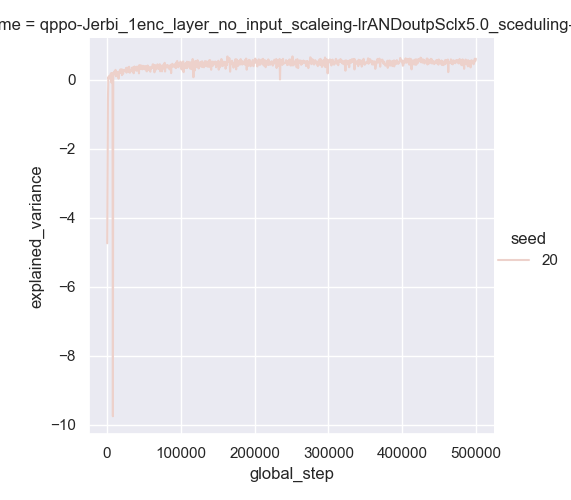 me = qppo-Jerbi_1enc_layer_no_input_scaleing-lrANDoutpSclx5.0_sceduling-
0
−2
−4
−6
−8
−10
explained_variance
0 100000 200000 300000 400000 500000
global_step
seed
20